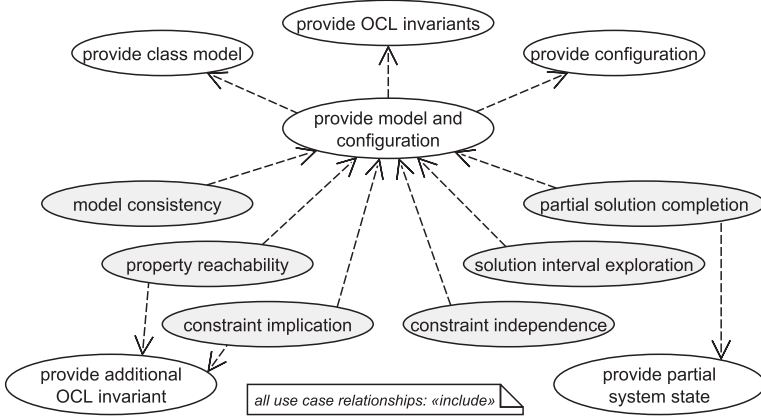 provide OCL invariants
provide class model
provide configuration
provide model and
configuration
model consistency
partial solution completion
property reachability
solution interval exploration
constraint implication
constraint independence
provide additional
OCL invariant
all use case relationships: «include»
provide partial
system state